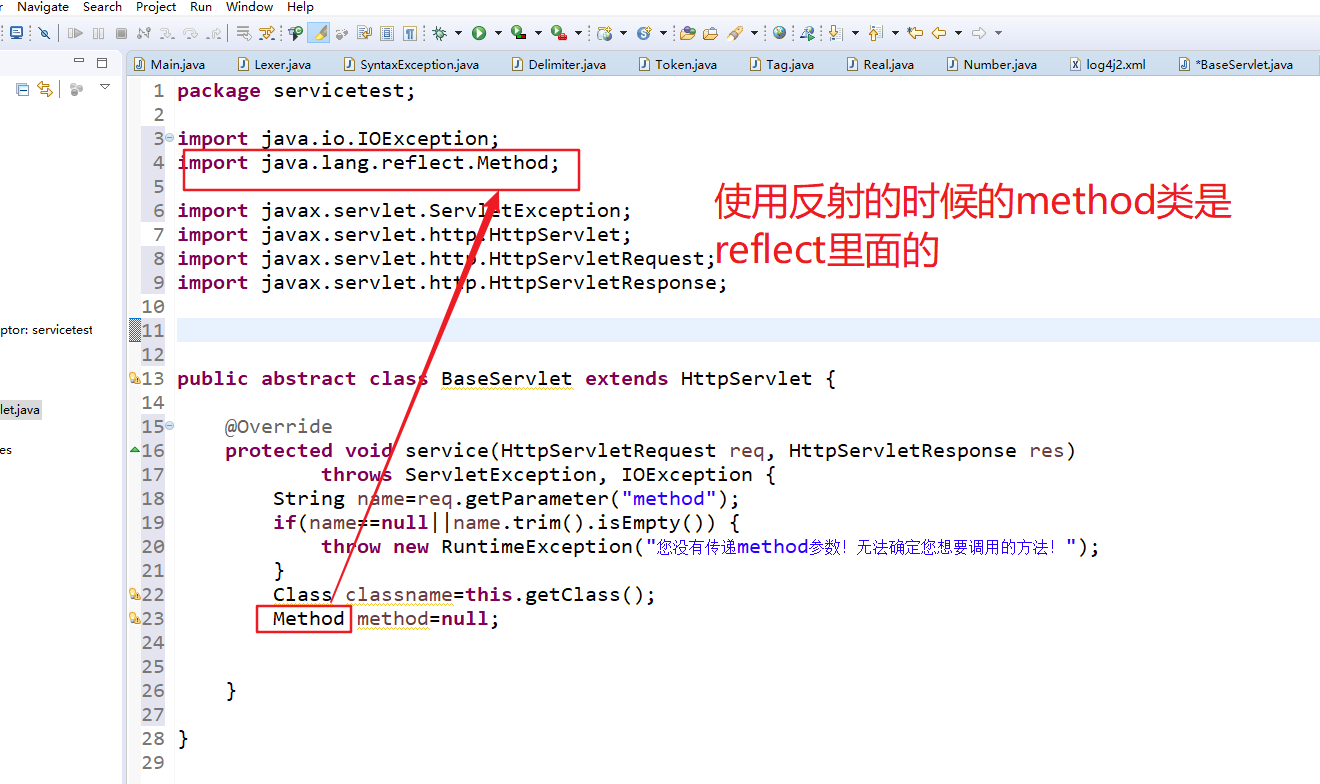 Navigate Search Project Run Window Help
Main.java Lexer.java SyntaxException.java Delimiter.java Token.java Tag.java Real.java Number.java log4j2.xml *BaseServlet.java
ptor: servicetest
let.java
es
1 package servicetest;
2
3 import java.io.IOException;
4 import java.lang.reflect.Method;
5
6 import javax.servlet.ServletException;
7 import javax.servlet.http.HttpServlet;
8 import javax.servlet.http.HttpServletRequest;
9 import javax.servlet.http.HttpServletResponse;
10
11
12
13 public abstract class BaseServlet extends HttpServlet {
14
15 @Override
16 protected void service(HttpServletRequest req, HttpServletResponse res)
17 throws ServletException, IOException {
18 String name=req.getParameter("method");
19 if(name==null||name.trim().isEmpty()) {
20 throw new RuntimeException("您没有传递method参数！无法确定您想要调用的方法！");
21 }
22 Class classname=this.getClass();
23 Method method=null;
24
25
26 }
27
28 }
29
使用反射的时候的method类是
reflect里面的